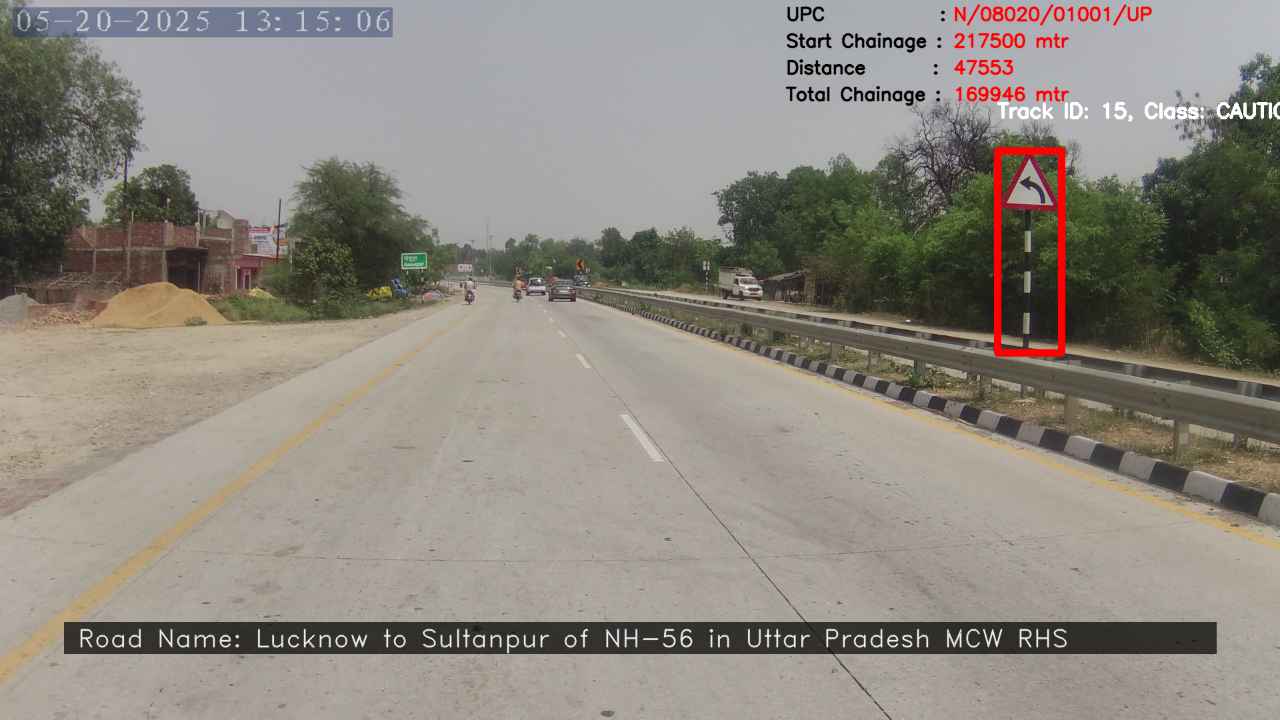 05-20-2025 13:15:06
UPC : N/08020/01001/UP
Start Chainage : 217500 mtr
Distance : 47553
Total Chainage : 169946 mtr
Track ID: 15, Class: CAUTIO
Road Name: Lucknow to Sultanpur of NH-56 in Uttar Pradesh MCW RHS